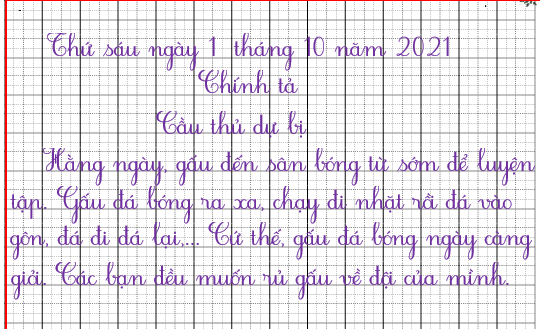 Thứ sáu ngày 1 tháng 10 năm 2021
Chính tả
Cầu thủ dự bị
Hằng ngày, gấu đến sân bóng từ sớm để luyện
tập. Gấu đá bóng ra xa, chạy đi nhặt rồi đá vào
gôn, đá đi đá lại,... Cứ thế, gấu đá bóng ngày càng
giỏi. Các bạn đều muốn rủ gấu về đội của mình.